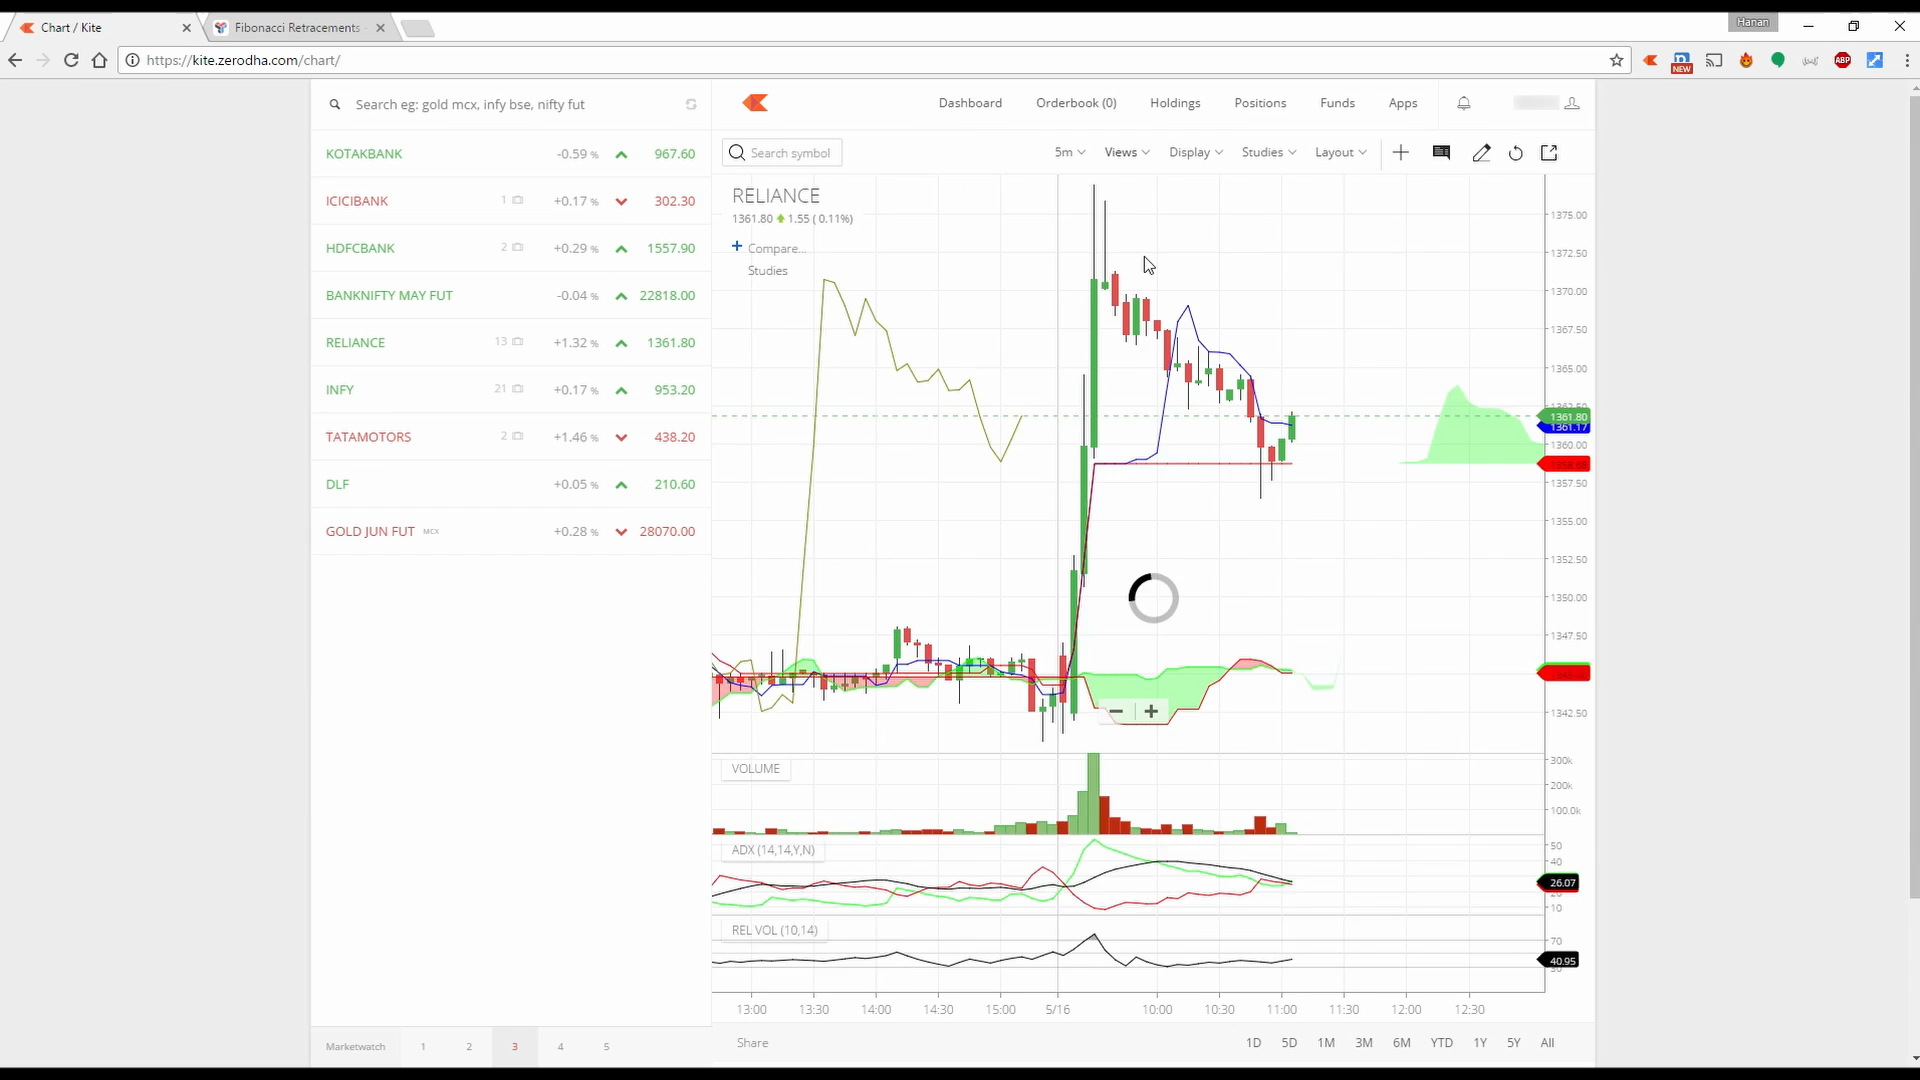 Chart / Kite
Fibonacci Retracements -
Hanan
https://kite.zerodha.com/chart/
NEW
ABP
Search eg: gold mcx, infy bse, nifty fut
Dashboard
Orderbook (0)
Holdings
Positions
Funds
Apps
KOTAKBANK -0.59 % 967.60
ICICIBANK 1 +0.17 % 302.30
HDFCBANK 2 +0.29 % 1557.90
BANKNIFTY MAY FUT -0.04 % 22818.00
RELIANCE 13 +1.32 % 1361.80
INFY 21 +0.17 % 953.20
TATAMOTORS 2 +1.46 % 438.20
DLF +0.05 % 210.60
GOLD JUN FUT MCX +0.28 % 28070.00
Search symbol
5m
Views
Display
Studies
Layout
RELIANCE
1361.80 1.55 ( 0.11%)
Compare...
Studies
1375.00
1372.50
1370.00
1367.50
1365.00
1361.80
1361.17
1360.00
1357.50
1355.00
1352.50
1350.00
1347.50
1342.50
VOLUME
300k
200k
100.0k
ADX (14,14,Y,N)
50
40
26.07
10
REL VOL (10,14)
70
40.95
13:00 13:30 14:00 14:30 15:00 5/16 10:00 10:30 11:00 11:30 12:00 12:30
Share
1D 5D 1M 3M 6M YTD 1Y 5Y All
Marketwatch 1 2 3 4 5